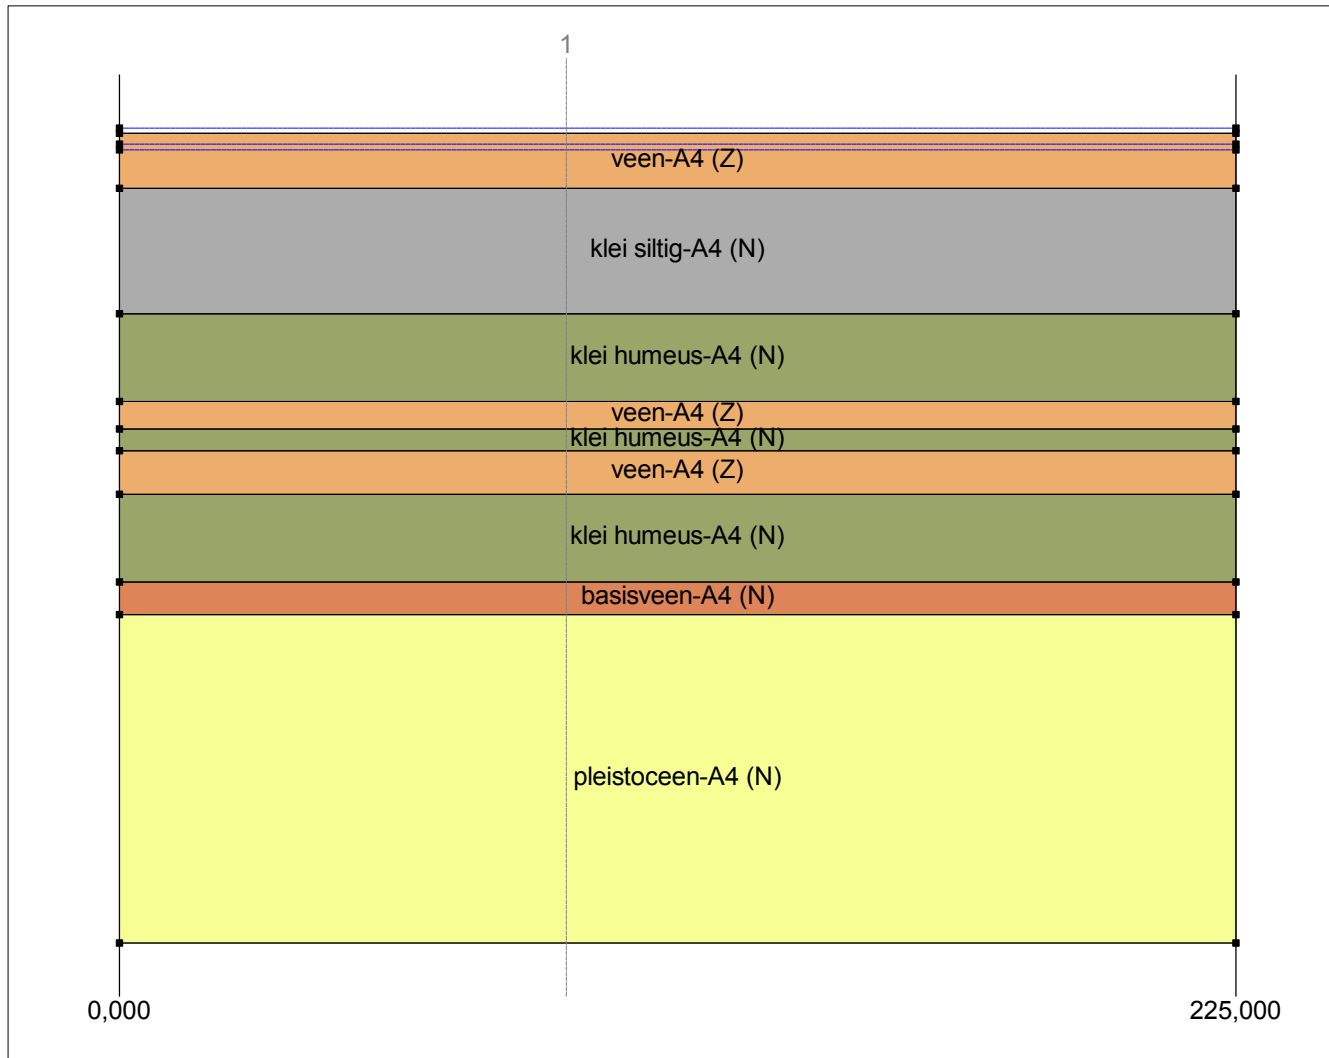 1
veen-A4 (Z)
klei siltig-A4 (N)
klei humeus-A4 (N)
veen-A4 (Z)
klei humeus-A4 (N)
veen-A4 (Z)
klei humeus-A4 (N)
basisveen-A4 (N)
pleistoceen-A4 (N)
0,000
225,000